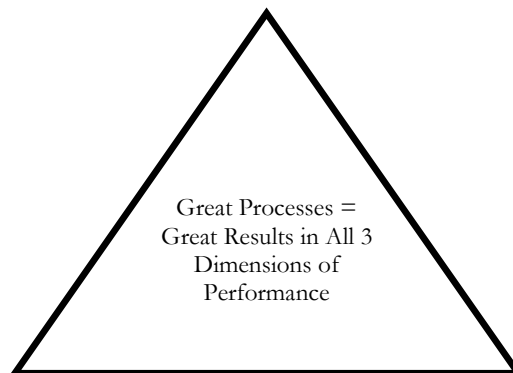 Great Processes =
Great Results in All 3
Dimensions of
Performance